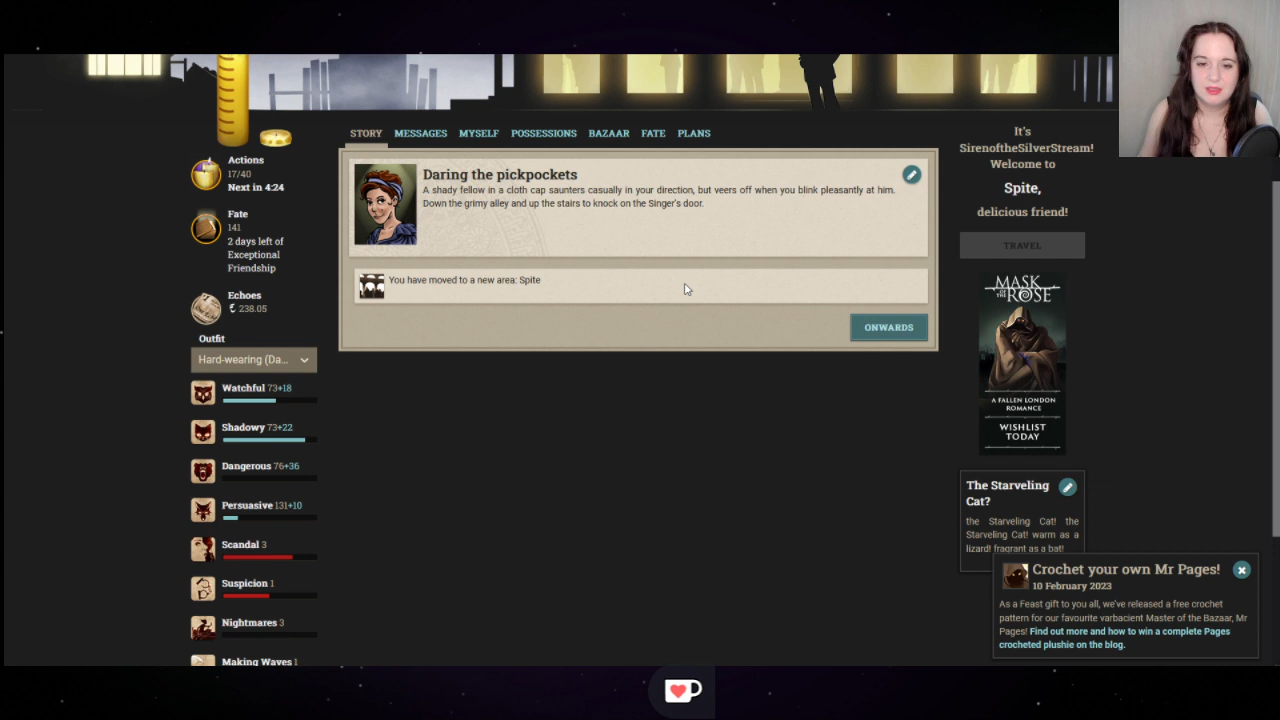 STORY MESSAGES MYSELF POSSESSIONS BAZAAR FATE PLANS
Actions
17/40
Next in 4:24
Fate
141
2 days left of
Exceptional
Friendship
Echoes
238.05
Outfit
Hard-wearing (Da...
Watchful 73+18
Shadowy 73+22
Dangerous 76+36
Persuasive 131+10
Scandal 3
Suspicion 1
Nightmares 3
Making Waves 1
Daring the pickpockets
A shady fellow in a cloth cap saunters casually in your direction, but veers off when you blink pleasantly at him.
Down the grimy alley and up the stairs to knock on the Singer's door.
You have moved to a new area: Spite
ONWARDS
It's
SirenoftheSilverStream!
Welcome to
Spite,
delicious friend!
TRAVEL
MASK
OF THE ROSE
A FALLEN LONDON
ROMANCE
WISHLIST
TODAY
The Starveling
Cat?
the Starveling Cat! the
Starveling Cat! warm as a
lizard! fragrant as a bat!
Crochet your own Mr Pages!
10 February 2023
As a Feast gift to you all, we've released a free crochet
pattern for our favourite varbacient Master of the Bazaar, Mr
Pages! Find out more and how to win a complete Pages
crocheted plushie on the blog.